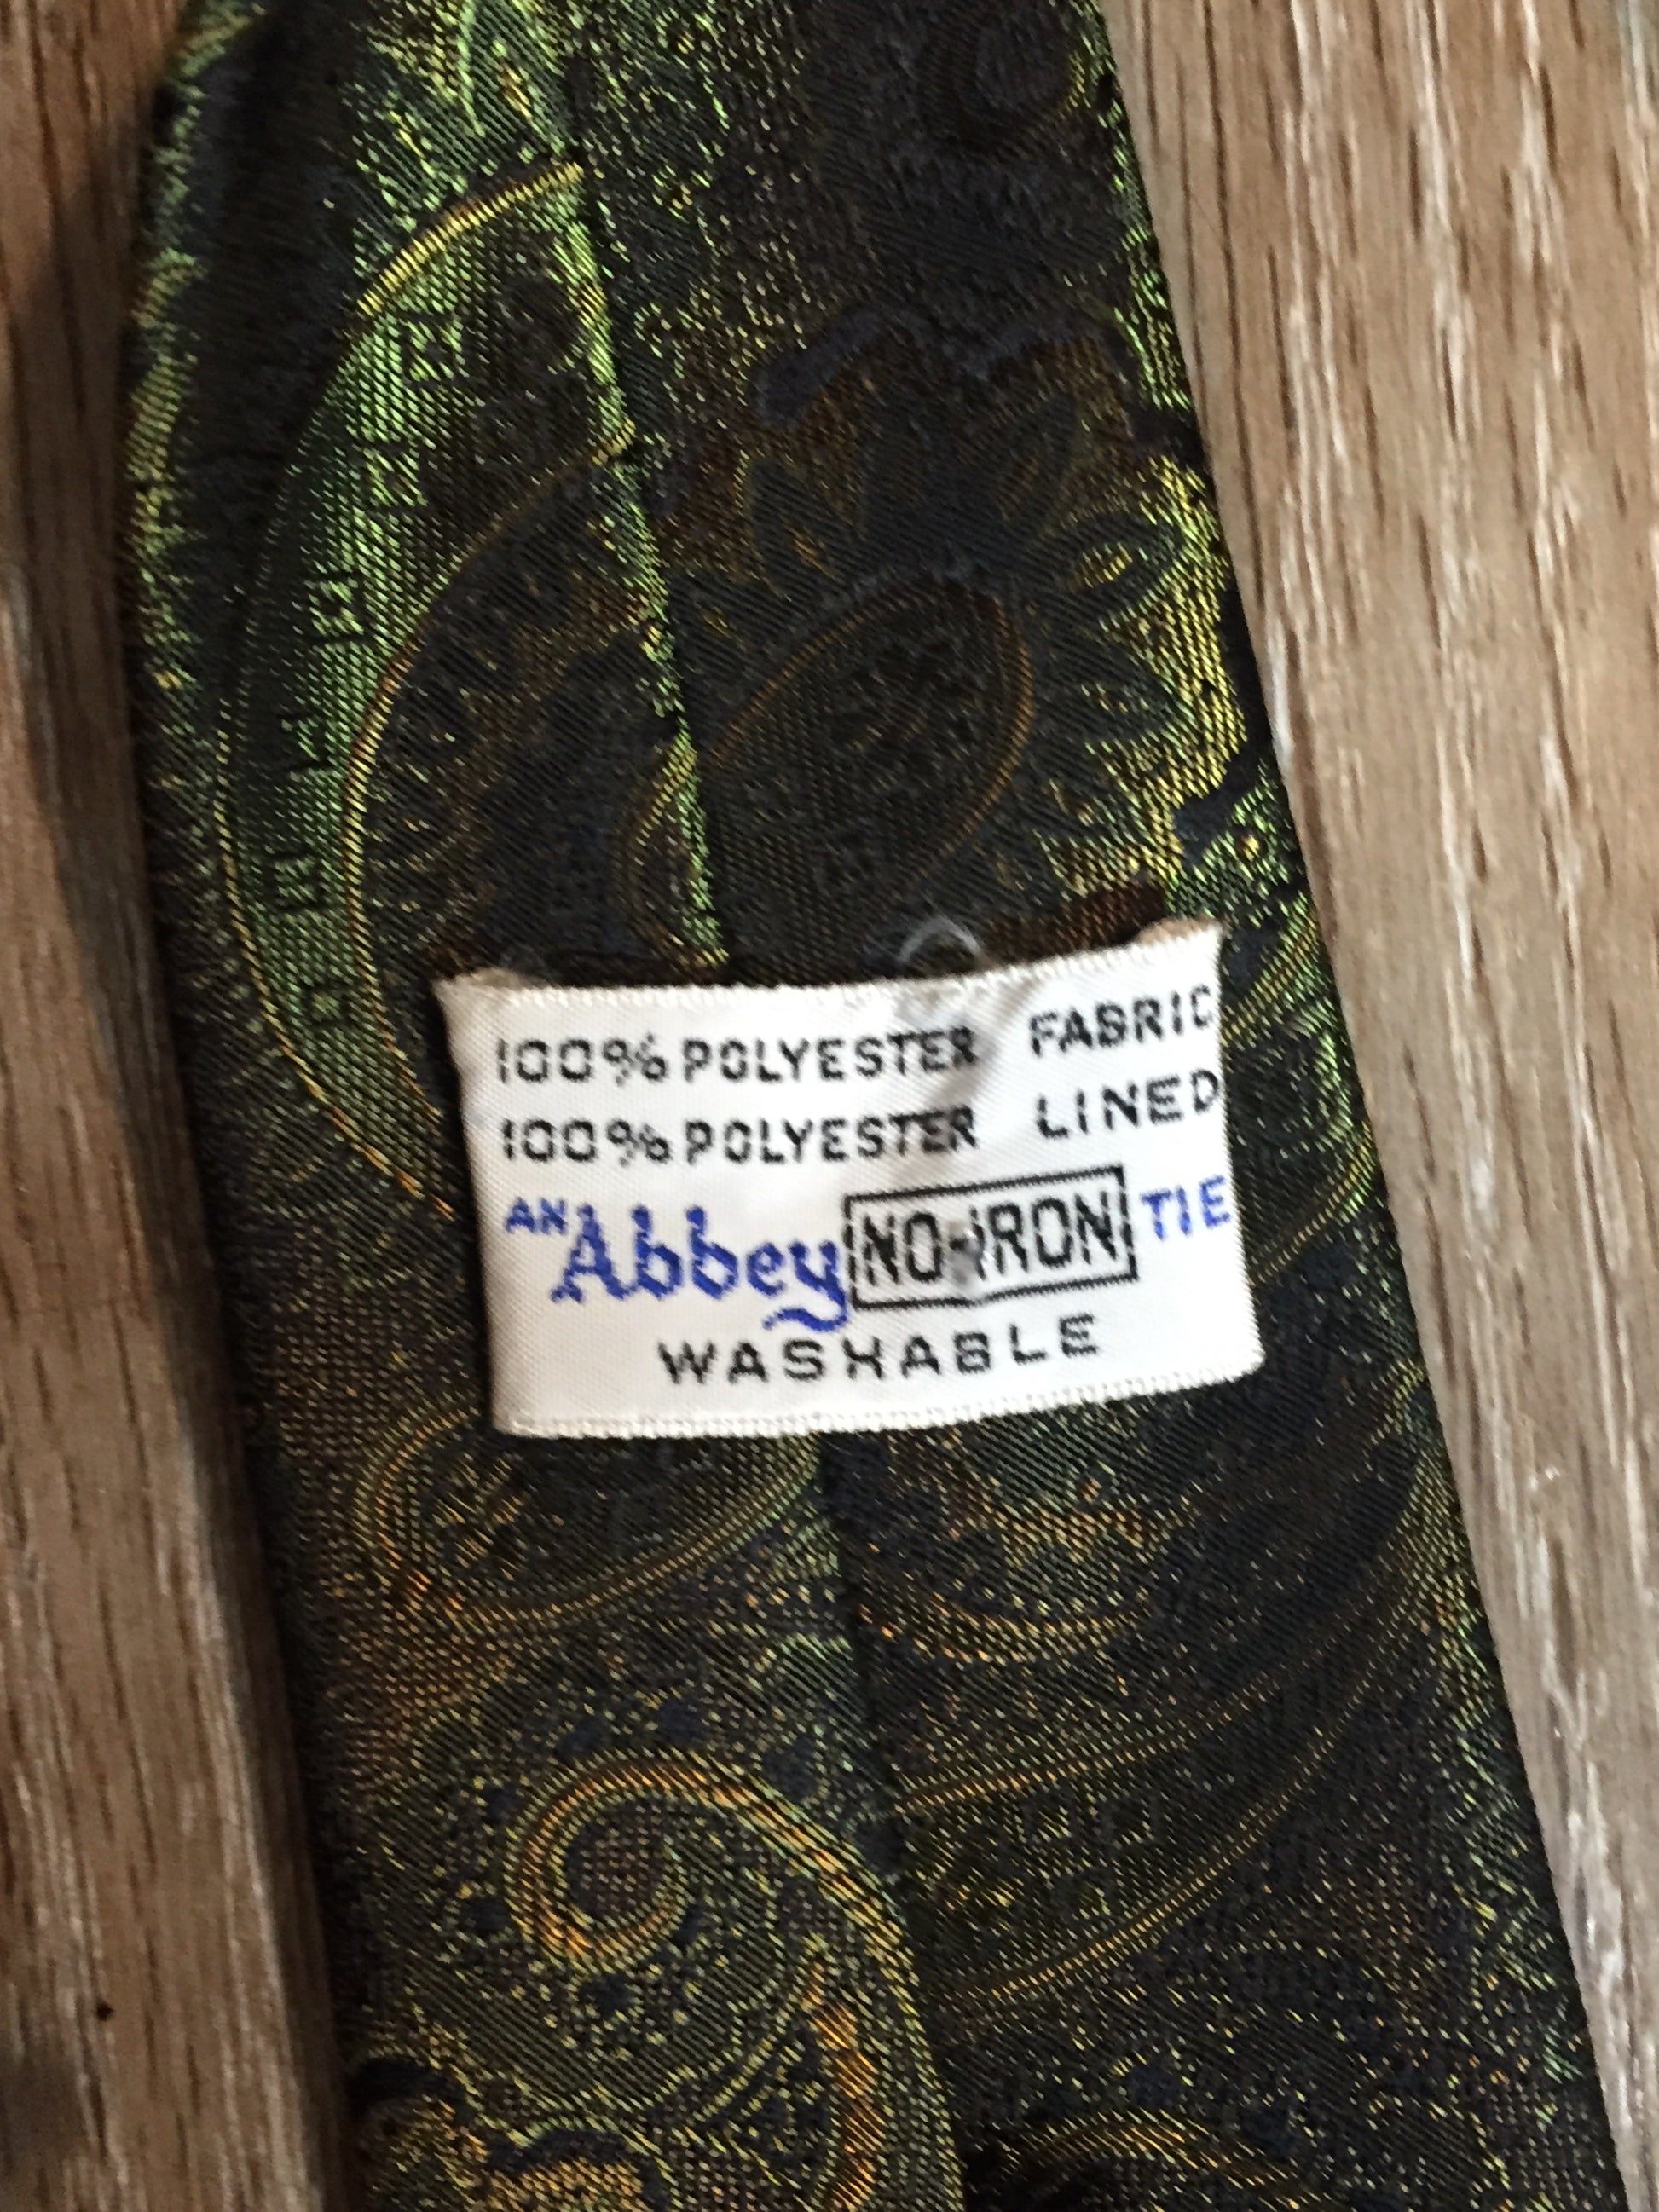 100% POLYESTER FABRIC
100% POLYESTER LINED
AN Abbey NO-IRON TIE
WASHABLE